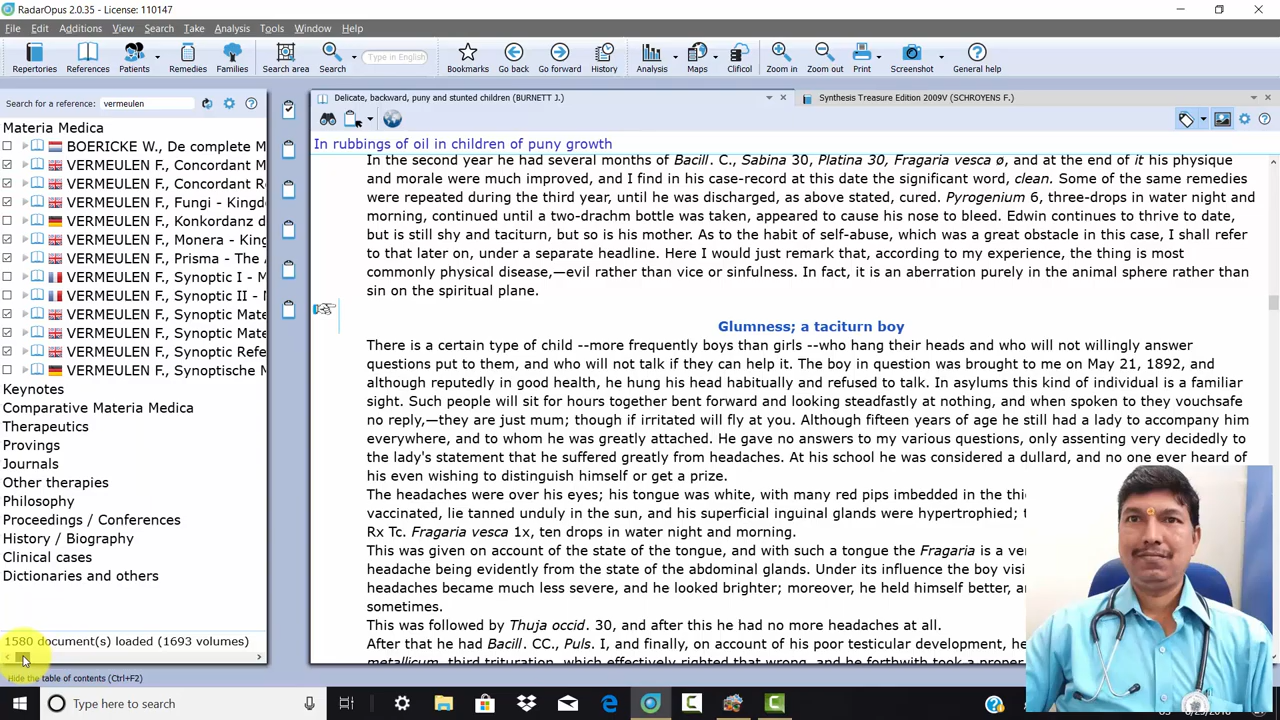 RadarOpus 2.0.35 - License: 110147
File Edit Additions View Search Take Analysis Tools Window Help
Repertories References Patients Remedies Families Search area Search Type in English Bookmarks Go back Go forward History Analysis Maps Clificol Zoom in Zoom out Print Screenshot General help
Search for a reference: vermeulen
Delicate, backward, puny and stunted children (BURNETT J.)
Synthesis Treasure Edition 2009V (SCHROYENS F.)
Materia Medica
BOERICKE W., De complete M
VERMEULEN F., Concordant M
VERMEULEN F., Concordant R
VERMEULEN F., Fungi - Kingd
VERMEULEN F., Konkordanz d
VERMEULEN F., Monera - King
VERMEULEN F., Prisma - The A
VERMEULEN F., Synoptic I - M
VERMEULEN F., Synoptic II -
VERMEULEN F., Synoptic Mate
VERMEULEN F., Synoptic Mate
VERMEULEN F., Synoptic Refe
VERMEULEN F., Synoptische M
Keynotes
Comparative Materia Medica
Therapeutics
Provings
Journals
Other therapies
Philosophy
Proceedings / Conferences
History / Biography
Clinical cases
Dictionaries and others
1580 document(s) loaded (1693 volumes)
Hide the table of contents (Ctrl+F2)
In rubbings of oil in children of puny growth
In the second year he had several months of Bacill. C., Sabina 30, Platina 30, Fragaria vesca ø, and at the end of it his physique
and morale were much improved, and I find in his case-record at this date the significant word, clean. Some of the same remedies
were repeated during the third year, until he was discharged, as above stated, cured. Pyrogenium 6, three-drops in water night and
morning, continued until a two-drachm bottle was taken, appeared to cause his nose to bleed. Edwin continues to thrive to date,
but is still shy and taciturn, but so is his mother. As to the habit of self-abuse, which was a great obstacle in this case, I shall refer
to that later on, under a separate headline. Here I would just remark that, according to my experience, the thing is most
commonly physical disease,—evil rather than vice or sinfulness. In fact, it is an aberration purely in the animal sphere rather than
sin on the spiritual plane.
Glumness; a taciturn boy
There is a certain type of child --more frequently boys than girls --who hang their heads and who will not willingly answer
questions put to them, and who will not talk if they can help it. The boy in question was brought to me on May 21, 1892, and
although reputedly in good health, he hung his head habitually and refused to talk. In asylums this kind of individual is a familiar
sight. Such people will sit for hours together bent forward and looking steadfastly at nothing, and when spoken to they vouchsafe
no reply,—they are just mum; though if irritated will fly at you. Although fifteen years of age he still had a lady to accompany him
everywhere, and to whom he was greatly attached. He gave no answers to my various questions, only assenting very decidedly to
the lady's statement that he suffered greatly from headaches. At his school he was considered a dullard, and no one ever heard of
his even wishing to distinguish himself or get a prize.
The headaches were over his eyes; his tongue was white, with many red pips imbedded in the thi
vaccinated, lie tanned unduly in the sun, and his superficial inguinal glands were hypertrophied; t
Rx Tc. Fragaria vesca 1x, ten drops in water night and morning.
This was given on account of the state of the tongue, and with such a tongue the Fragaria is a ver
headache being evidently from the state of the abdominal glands. Under its influence the boy visi
headaches became much less severe, and he looked brighter; moreover, he held himself better, a
sometimes.
This was followed by Thuja occid. 30, and after this he had no more headaches at all.
After that he had Bacill. CC., Puls. I, and finally, on account of his poor testicular development, he
metallicum, third trituration, which effectively righted that wrong, and he forthwith took a proper
Type here to search